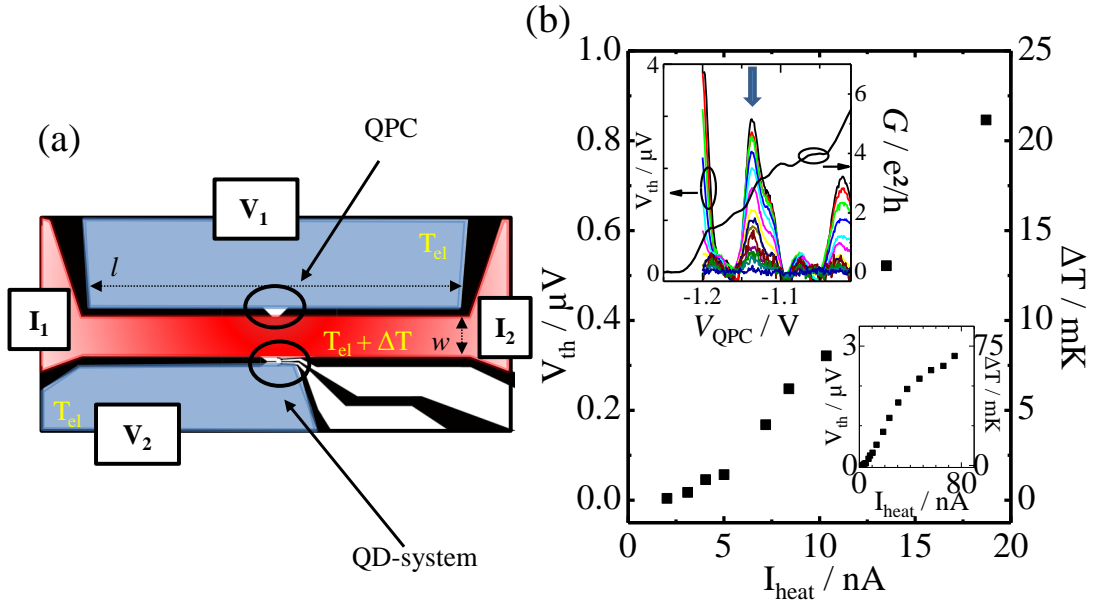 (a)
QPC
V1
Tel
l
I1
I2
Tel + ΔT
w
Tel
V2
QD-system
(b)
1.0
0.8
0.6
0.4
0.2
0.0
Vth / µV
0
5
10
15
20
Iheat / nA
25
20
15
10
5
0
ΔT / mK
4
0
Vth / µV
-1.2
-1.1
VQPC / V
6
4
2
0
G / e²/h
3
0
Vth / µV
0
80
Iheat / nA
75
0
ΔT / mK